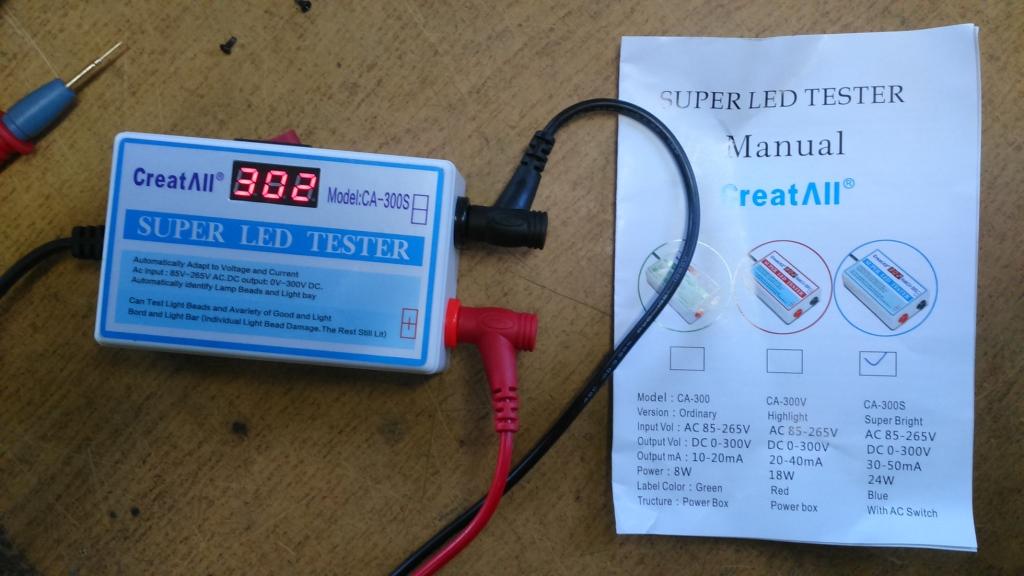 CreatΛll® 302 Model:CA-300S
SUPER LED TESTER
Automatically Adapt to Voltage and Current
Ac Input : 85V~265V AC.DC output: 0V~300V DC.
Automatically identify Lamp Beads and Light bay
Can Test Light Beads and Avariety of Good and Light
Bord and Light Bar (Individual Light Bead Damage,The Rest Still Lit)
SUPER LED TESTER
Manual
CreatΛll®
Model : CA-300 CA-300V CA-300S
Version : Ordinary Highlight Super Bright
Input Vol : AC 85-265V AC 85-265V AC 85-265V
Output Vol : DC 0-300V DC 0-300V DC 0-300V
Output mA : 10-20mA 20-40mA 30-50mA
Power : 8W 18W 24W
Label Color : Green Red Blue
Tructure : Power Box Power box With AC Switch